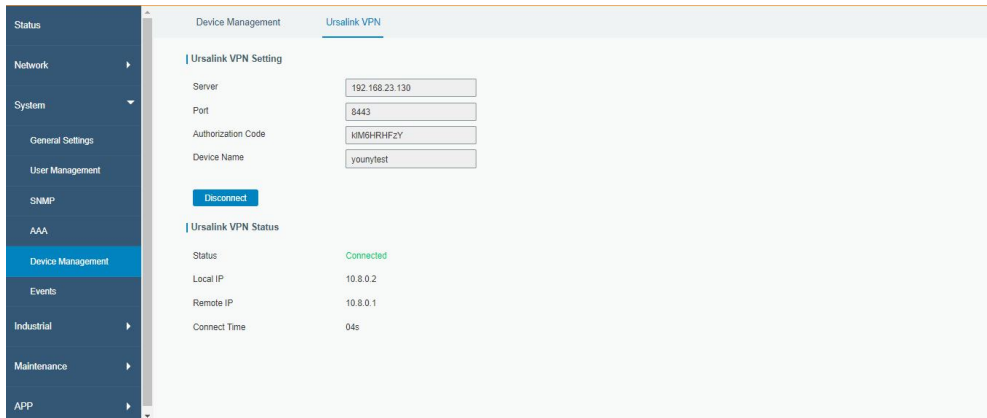 Status
Network
System
General Settings
User Management
SNMP
AAA
Device Management
Events
Industrial
Maintenance
APP
Device Management Ursalink VPN
Ursalink VPN Setting
Server 192.168.23.130
Port 8443
Authorization Code klM6HRHFzY
Device Name younytest
Disconnect
Ursalink VPN Status
Status Connected
Local IP 10.8.0.2
Remote IP 10.8.0.1
Connect Time 04s